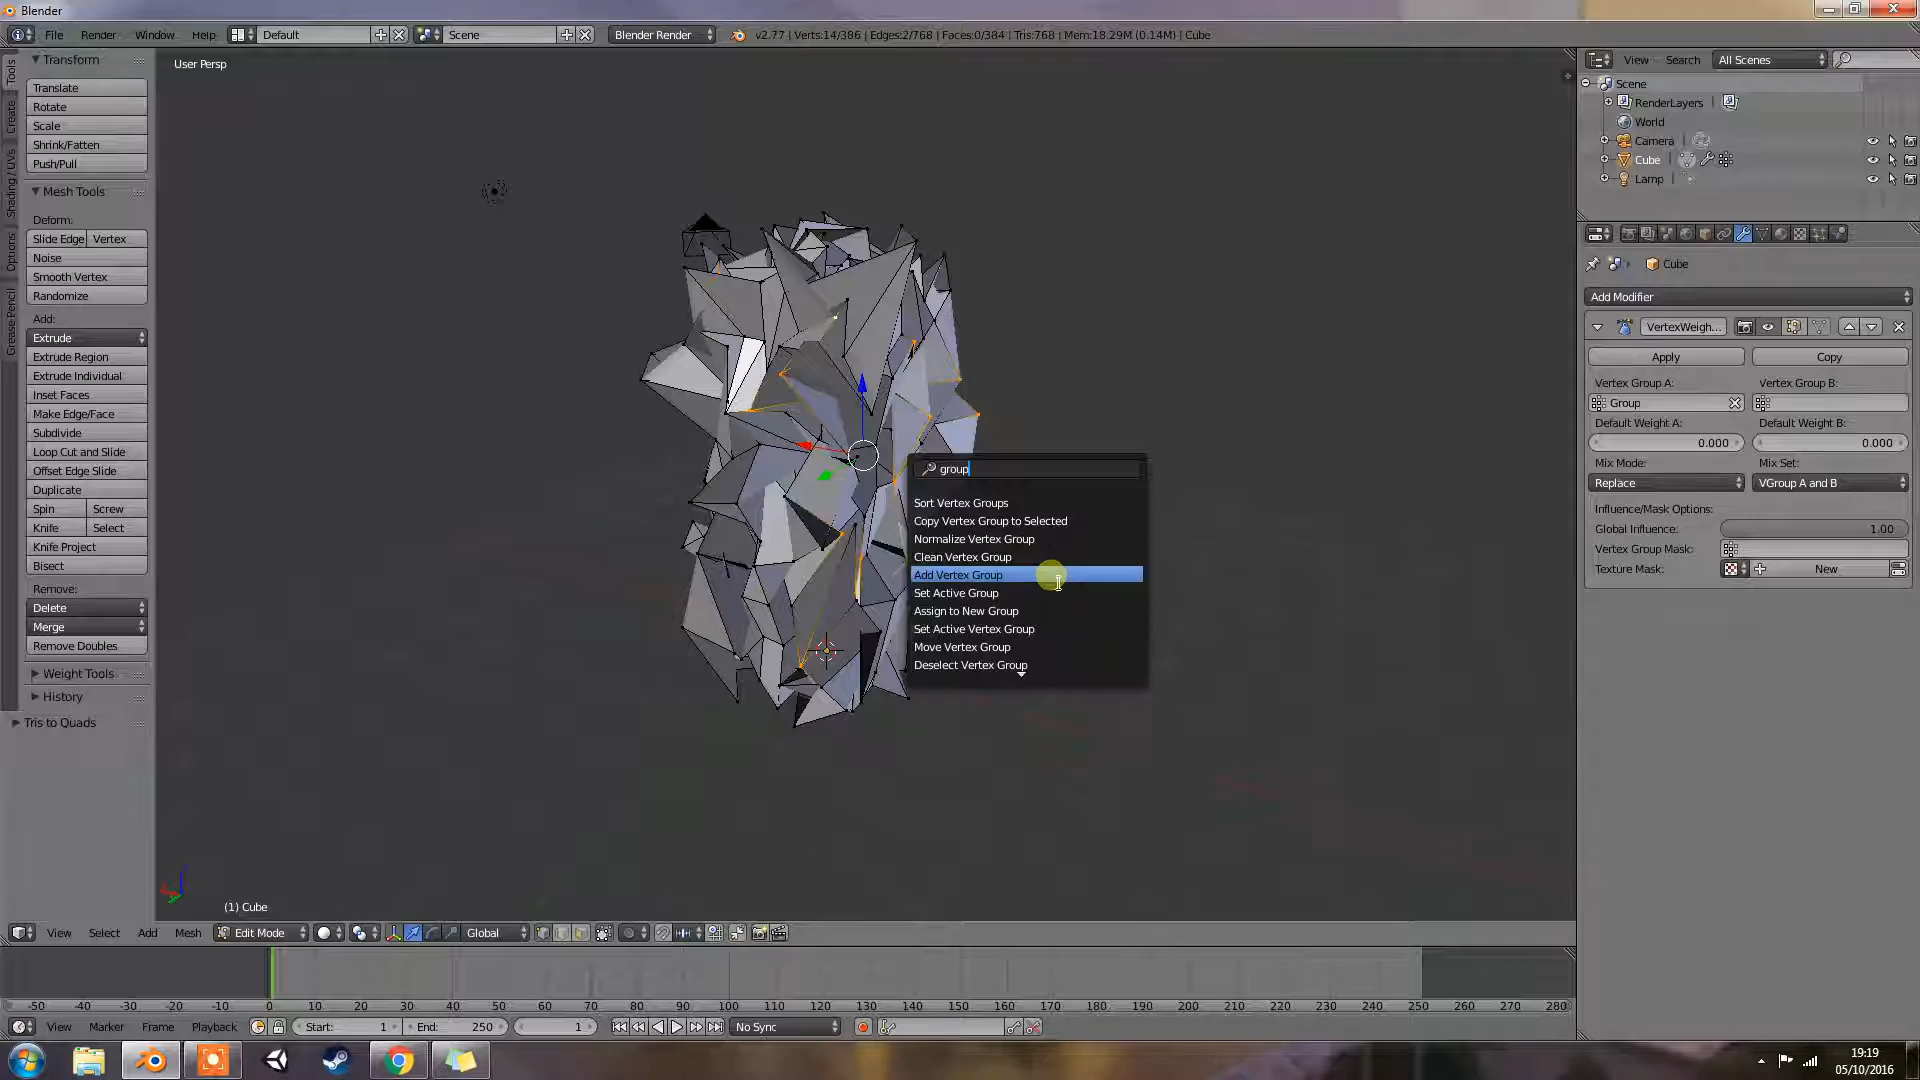 Blender
File Render Window Help Default Scene Blender Render v2.77 | Verts:14/386 | Edges:2/768 | Faces:0/384 | Tris:768 | Mem:18.29M (0.14M) | Cube
Tools
Create
Shading / UVs
Options
Grease Pencil
Transform
Translate
Rotate
Scale
Shrink/Fatten
Push/Pull
Mesh Tools
Deform:
Slide Edge Vertex
Noise
Smooth Vertex
Randomize
Add:
Extrude
Extrude Region
Extrude Individual
Inset Faces
Make Edge/Face
Subdivide
Loop Cut and Slide
Offset Edge Slide
Duplicate
Spin Screw
Knife Select
Knife Project
Bisect
Remove:
Delete
Merge
Remove Doubles
Weight Tools
History
Tris to Quads
User Persp
group
Sort Vertex Groups
Copy Vertex Group to Selected
Normalize Vertex Group
Clean Vertex Group
Add Vertex Group
Set Active Group
Assign to New Group
Set Active Vertex Group
Move Vertex Group
Deselect Vertex Group
(1) Cube
View Search All Scenes
Scene
RenderLayers
World
Camera
Cube
Lamp
Cube
Add Modifier
VertexWeigh...
Apply Copy
Vertex Group A: Vertex Group B:
Group
Default Weight A: Default Weight B:
0.000 0.000
Mix Mode: Mix Set:
Replace VGroup A and B
Influence/Mask Options:
Global Influence: 1.00
Vertex Group Mask:
Texture Mask: New
View Select Add Mesh Edit Mode Global
-50 -40 -30 -20 -10 0 10 20 30 40 50 60 70 80 90 100 110 120 130 140 150 160 170 180 190 200 210 220 230 240 250 260 270 280
View Marker Frame Playback Start: 1 End: 250 1 No Sync
19:19
05/10/2016